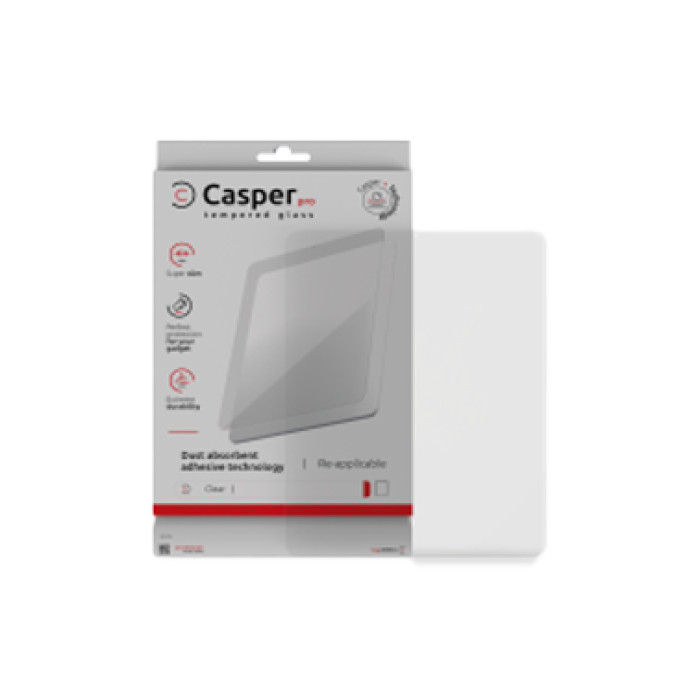 Casper pro
tempered glass
Super slim
Perfect
protection
for your
gadget
Extreme
durability
Dust absorbent
adhesive technology
Re-applicable
Clear